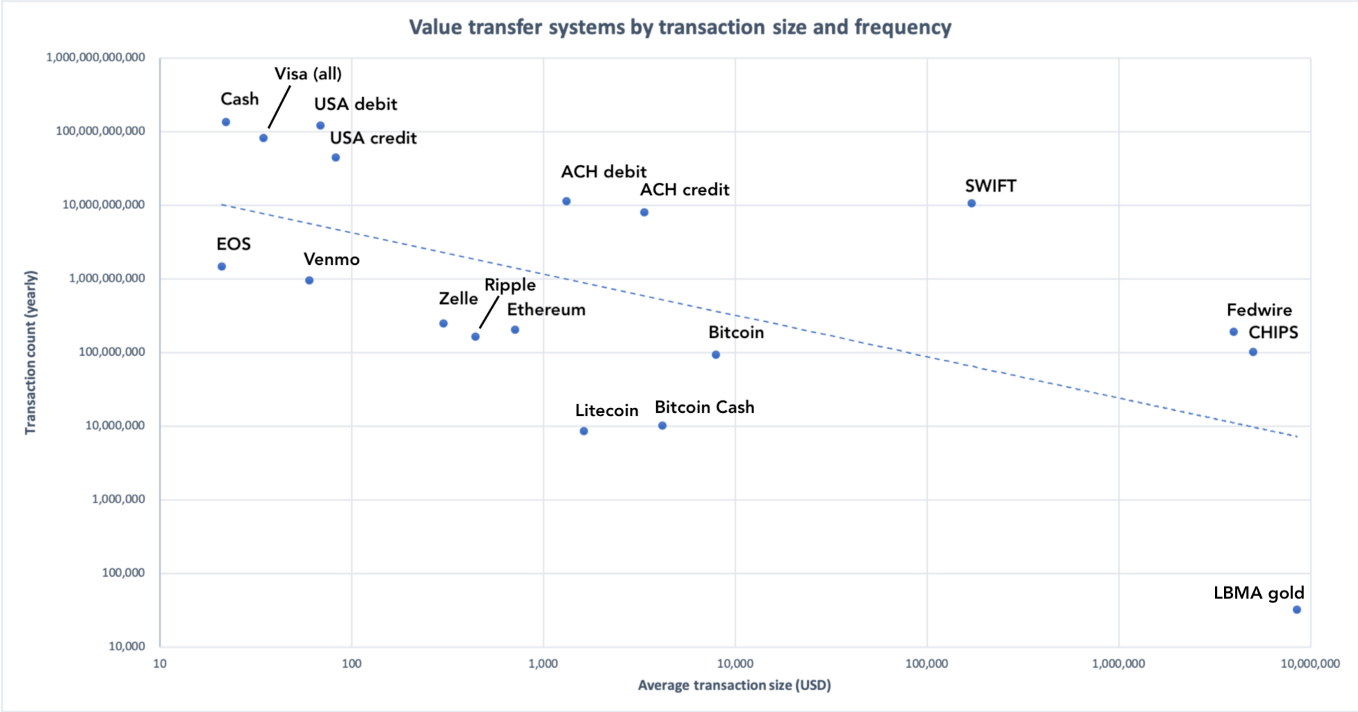 Value transfer systems by transaction size and frequency
1,000,000,000,000
100,000,000,000
10,000,000,000
1,000,000,000
100,000,000
10,000,000
1,000,000
100,000
10,000
Transaction count (yearly)
Visa (all)
Cash
USA debit
USA credit
ACH debit
ACH credit
SWIFT
EOS
Venmo
Ripple
Zelle
Ethereum
Fedwire
Bitcoin
CHIPS
Litecoin
Bitcoin Cash
LBMA gold
10
100
1,000
10,000
100,000
1,000,000
10,000,000
Average transaction size (USD)